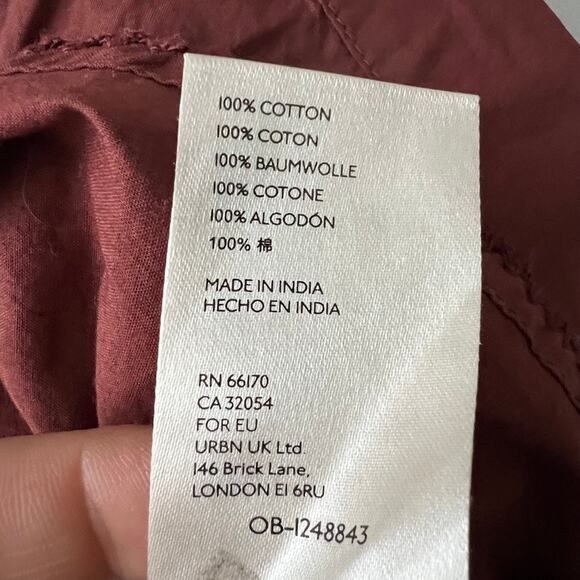 100% COTTON
100% COTON
100% BAUMWOLLE
100% COTONE
100% ALGODÓN
100% 棉
MADE IN INDIA
HECHO EN INDIA
RN 66170
CA 32054
FOR EU
URBN UK Ltd.
146 Brick Lane,
LONDON E1 6RU
OB-1248843